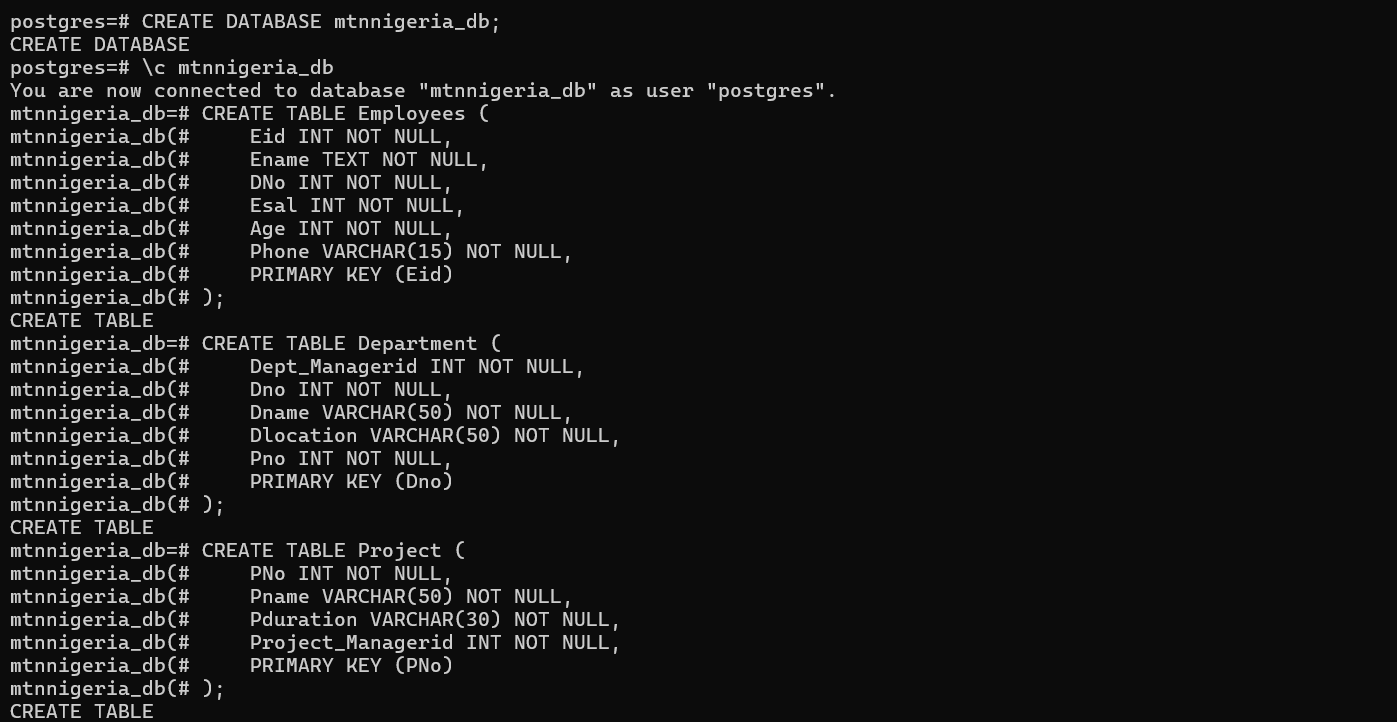 postgres=# CREATE DATABASE mtnnigeria_db;
CREATE DATABASE
postgres=# \c mtnnigeria_db
You are now connected to database "mtnnigeria_db" as user "postgres".
mtnnigeria_db=# CREATE TABLE Employees (
mtnnigeria_db(#     Eid INT NOT NULL,
mtnnigeria_db(#     Ename TEXT NOT NULL,
mtnnigeria_db(#     DNo INT NOT NULL,
mtnnigeria_db(#     Esal INT NOT NULL,
mtnnigeria_db(#     Age INT NOT NULL,
mtnnigeria_db(#     Phone VARCHAR(15) NOT NULL,
mtnnigeria_db(#     PRIMARY KEY (Eid)
mtnnigeria_db(# );
CREATE TABLE
mtnnigeria_db=# CREATE TABLE Department (
mtnnigeria_db(#     Dept_Managerid INT NOT NULL,
mtnnigeria_db(#     Dno INT NOT NULL,
mtnnigeria_db(#     Dname VARCHAR(50) NOT NULL,
mtnnigeria_db(#     Dlocation VARCHAR(50) NOT NULL,
mtnnigeria_db(#     Pno INT NOT NULL,
mtnnigeria_db(#     PRIMARY KEY (Dno)
mtnnigeria_db(# );
CREATE TABLE
mtnnigeria_db=# CREATE TABLE Project (
mtnnigeria_db(#     PNo INT NOT NULL,
mtnnigeria_db(#     Pname VARCHAR(50) NOT NULL,
mtnnigeria_db(#     Pduration VARCHAR(30) NOT NULL,
mtnnigeria_db(#     Project_Managerid INT NOT NULL,
mtnnigeria_db(#     PRIMARY KEY (PNo)
mtnnigeria_db(# );
CREATE TABLE